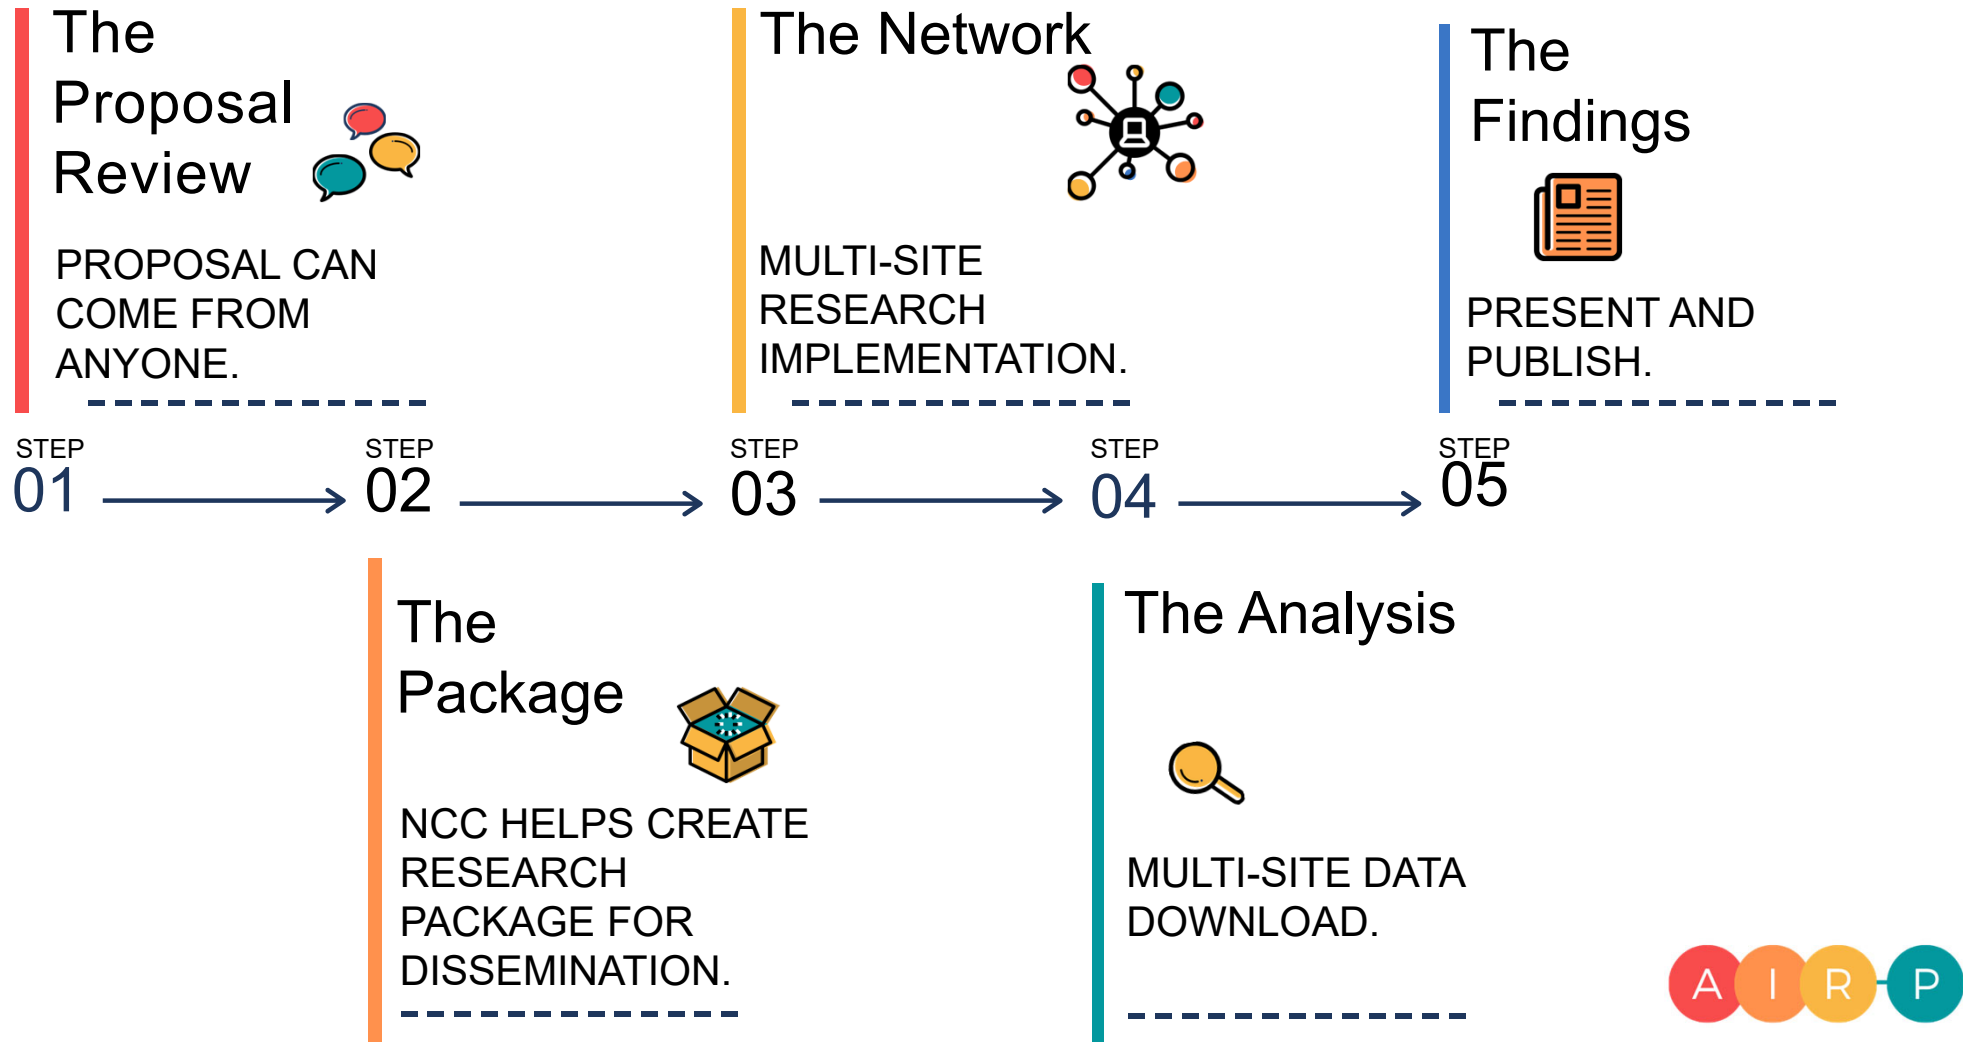 The
Proposal
Review
PROPOSAL CAN
COME FROM
ANYONE.
The Network
MULTI-SITE
RESEARCH
IMPLEMENTATION.
The
Findings
PRESENT AND
PUBLISH.
STEP
01
STEP
02
STEP
03
STEP
04
STEP
05
The
Package
NCC HELPS CREATE
RESEARCH
PACKAGE FOR
DISSEMINATION.
The Analysis
MULTI-SITE DATA
DOWNLOAD.
AIR-P